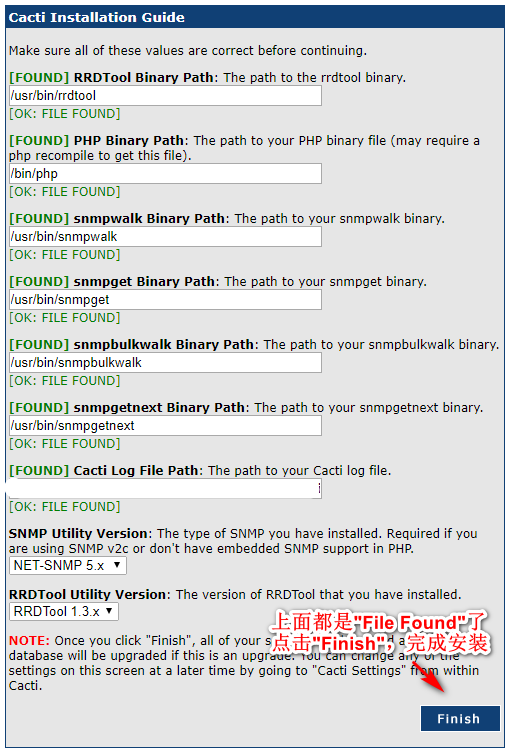 Cacti Installation Guide
Make sure all of these values are correct before continuing.
[FOUND] RRDTool Binary Path: The path to the rrdtool binary.
/usr/bin/rrdtool
[OK: FILE FOUND]
[FOUND] PHP Binary Path: The path to your PHP binary file (may require a
php recompile to get this file).
/bin/php
[OK: FILE FOUND]
[FOUND] snmpwalk Binary Path: The path to your snmpwalk binary.
/usr/bin/snmpwalk
[OK: FILE FOUND]
[FOUND] snmpget Binary Path: The path to your snmpget binary.
/usr/bin/snmpget
[OK: FILE FOUND]
[FOUND] snmpbulkwalk Binary Path: The path to your snmpbulkwalk binary.
/usr/bin/snmpbulkwalk
[OK: FILE FOUND]
[FOUND] snmpgetnext Binary Path: The path to your snmpgetnext binary.
/usr/bin/snmpgetnext
[OK: FILE FOUND]
[FOUND] Cacti Log File Path: The path to your Cacti log file.
[OK: FILE FOUND]
SNMP Utility Version: The type of SNMP you have installed. Required if you
are using SNMP v2c or don't have embedded SNMP support in PHP.
NET-SNMP 5.x
RRDTool Utility Version: The version of RRDTool that you have installed.
RRDTool 1.3.x
上面都是"File Found"了
点击"Finish"，完成安装
NOTE: Once you click "Finish", all of your
database will be upgraded if this is an upgrade. You can change any of the
settings on this screen at a later time by going to "Cacti Settings" from within
Cacti.
Finish